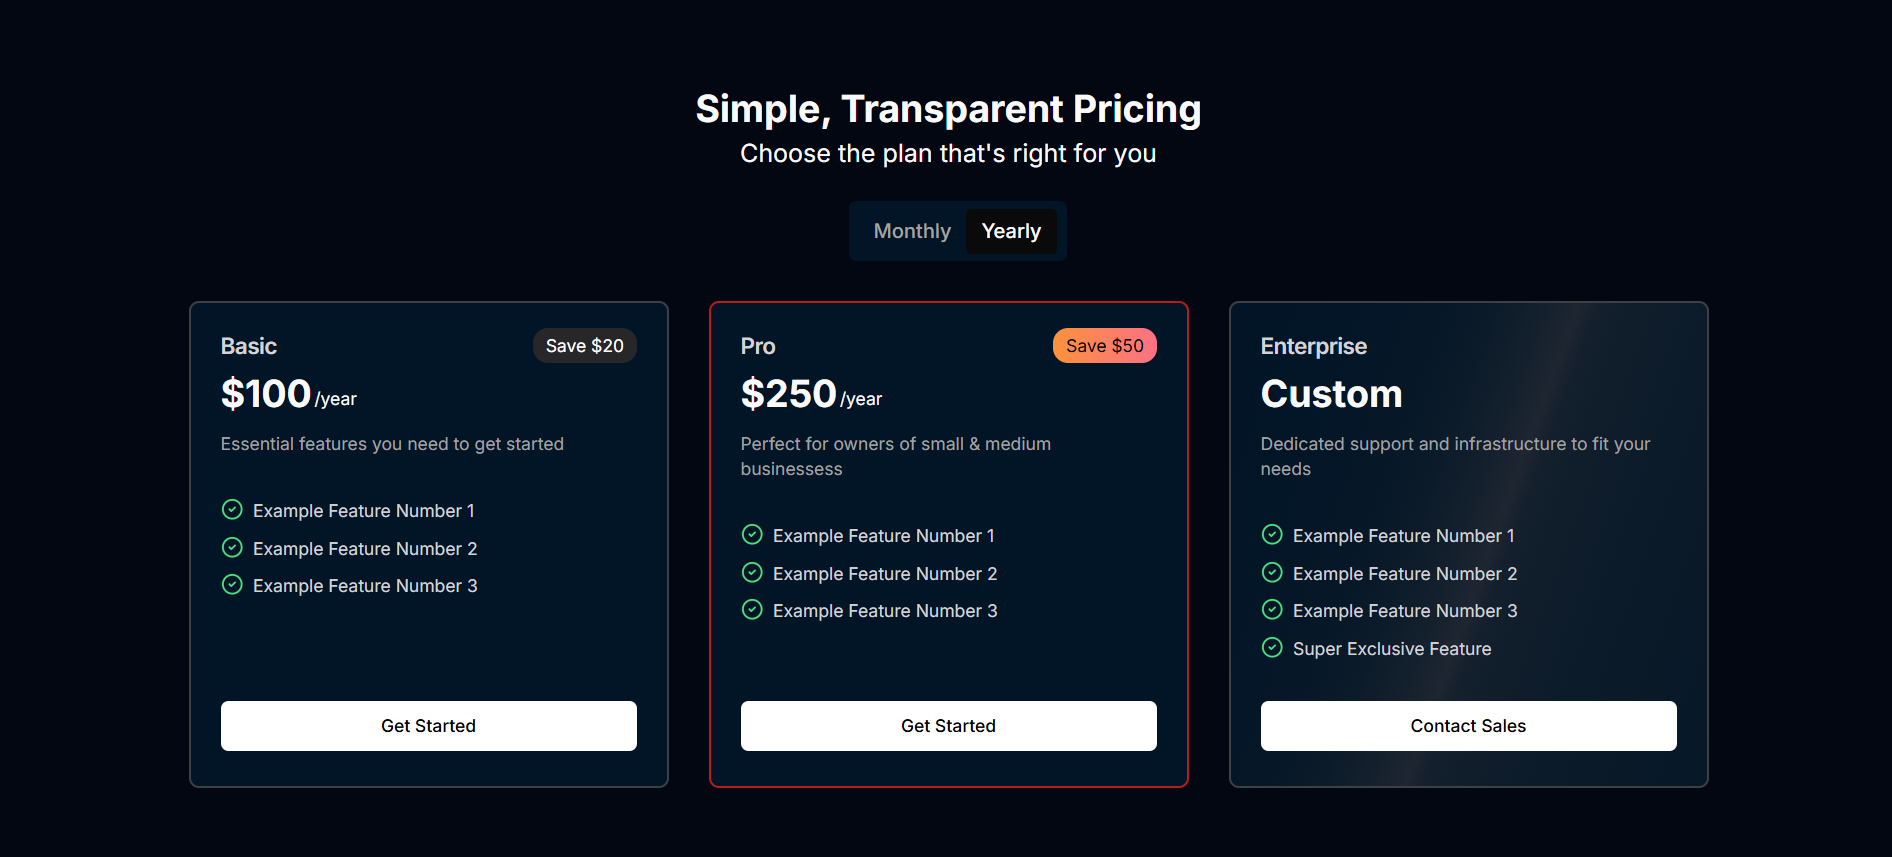 Simple, Transparent Pricing
Choose the plan that's right for you
Monthly Yearly
Basic Save $20
$100/year
Essential features you need to get started
Example Feature Number 1
Example Feature Number 2
Example Feature Number 3
Get Started
Pro Save $50
$250/year
Perfect for owners of small & medium
businessess
Example Feature Number 1
Example Feature Number 2
Example Feature Number 3
Get Started
Enterprise
Custom
Dedicated support and infrastructure to fit your
needs
Example Feature Number 1
Example Feature Number 2
Example Feature Number 3
Super Exclusive Feature
Contact Sales